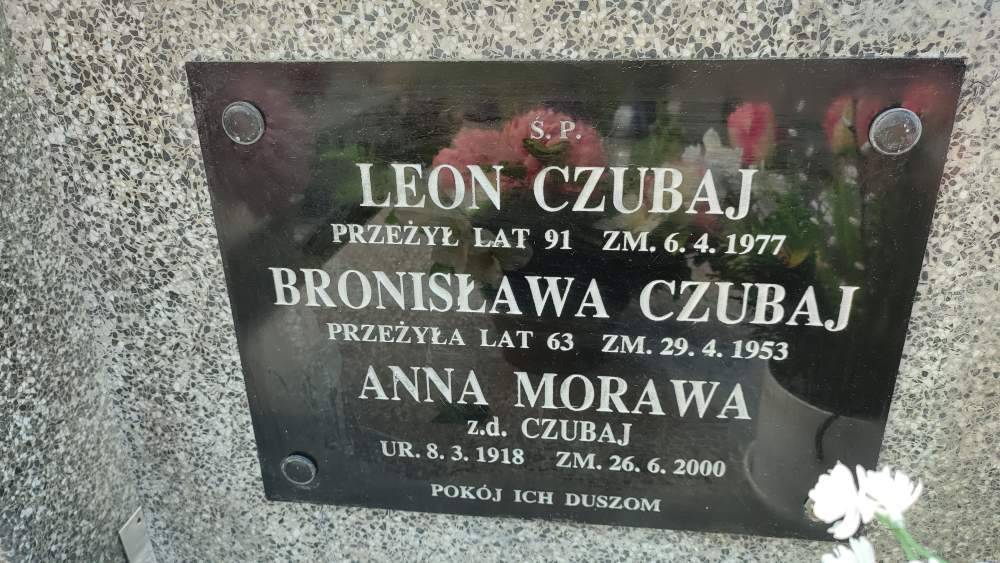 Ś. P.
LEON CZUBAJ
PRZEŻYŁ LAT 91 ZM. 6. 4. 1977
BRONISŁAWA CZUBAJ
PRZEŻYŁA LAT 63 ZM. 29. 4. 1953
ANNA MORAWA
z.d. CZUBAJ
UR. 8. 3. 1918 ZM. 26. 6. 2000
POKÓJ ICH DUSZOM